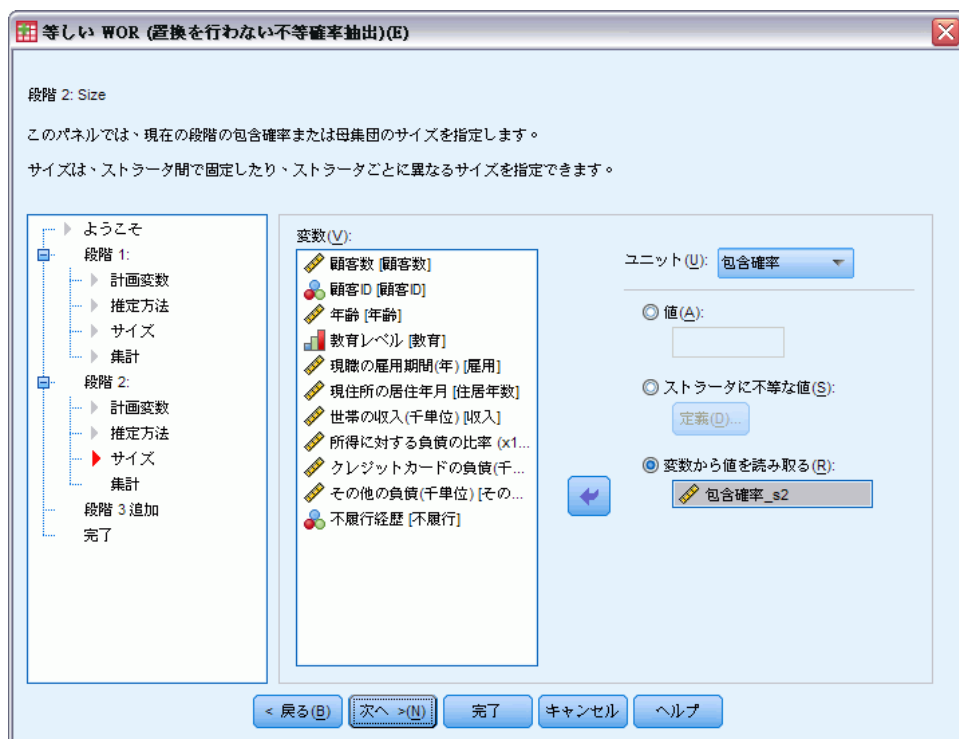 等しい WOR (置換を行わない不等確率抽出)(E)
段階 2: Size
このパネルでは、現在の段階の包含確率または母集団のサイズを指定します。
サイズは、ストラータ間で固定したり、ストラータごとに異なるサイズを指定できます。
ようこそ
段階 1:
計画変数
推定方法
サイズ
集計
段階 2:
計画変数
推定方法
サイズ
集計
段階 3 追加
完了
変数(V):
顧客数 [顧客数]
顧客ID [顧客ID]
年齢 [年齢]
教育レベル [教育]
現職の雇用期間(年) [雇用]
現住所の居住年月 [住居年数]
世帯の収入(千単位) [収入]
所得に対する負債の比率 (x1...
クレジットカードの負債(千...
その他の負債(千単位) [その...
不履行経歴 [不履行]
ユニット(U): 包含確率
値(A):
ストラータに不等な値(S):
定義(D)...
変数から値を読み取る(R):
包含確率_s2
< 戻る(B) 次へ >(N) 完了 キャンセル ヘルプ